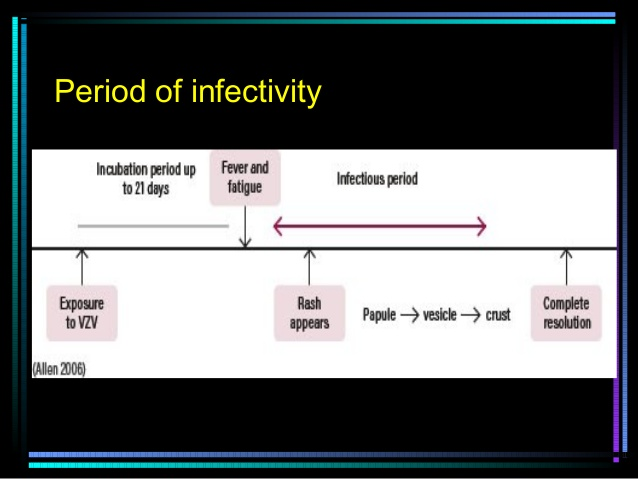 Period of infectivity
Incubation period up
to 21 days
Fever and
fatigue
Infectious period
Exposure
to VZV
Rash
appears
Papule → vesicle → crust
Complete
resolution
(Allen 2006)